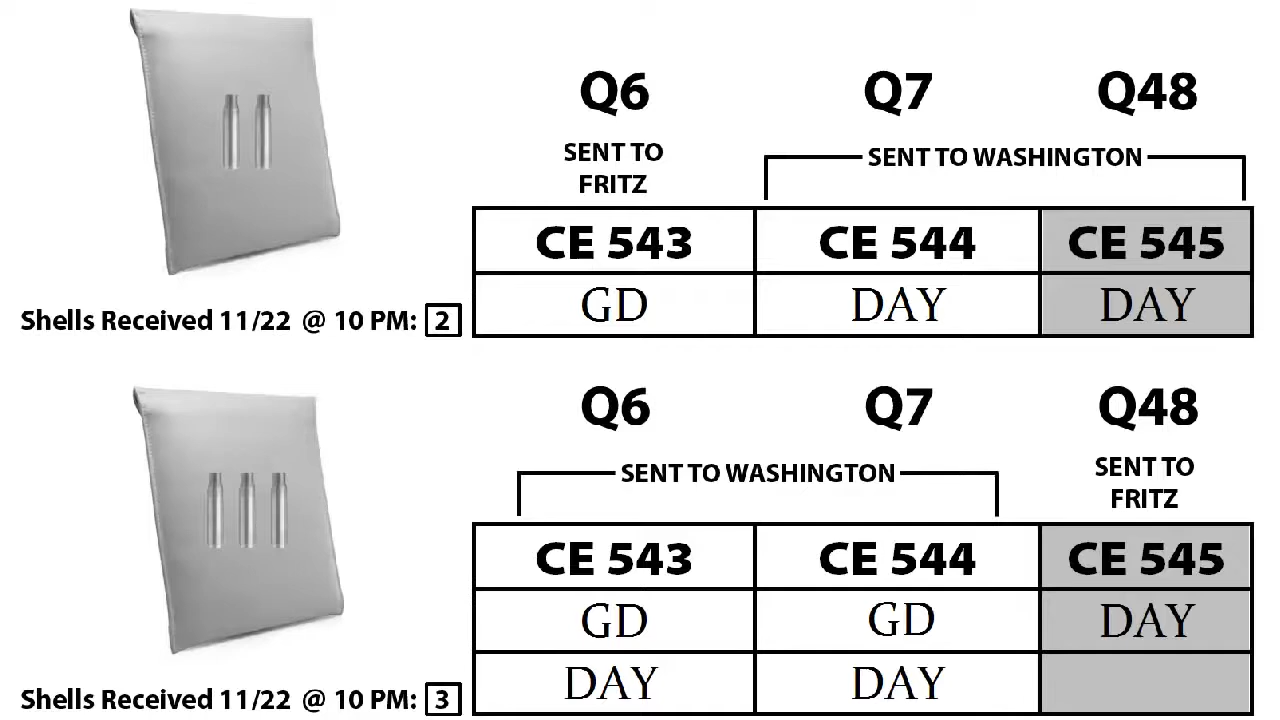 Q6 Q7 Q48
SENT TO
FRITZ
SENT TO WASHINGTON
CE 543 CE 544 CE 545
GD DAY DAY
Shells Received 11/22 @ 10 PM: 2
Q6 Q7 Q48
SENT TO WASHINGTON
SENT TO
FRITZ
CE 543 CE 544 CE 545
GD GD DAY
DAY DAY
Shells Received 11/22 @ 10 PM: 3